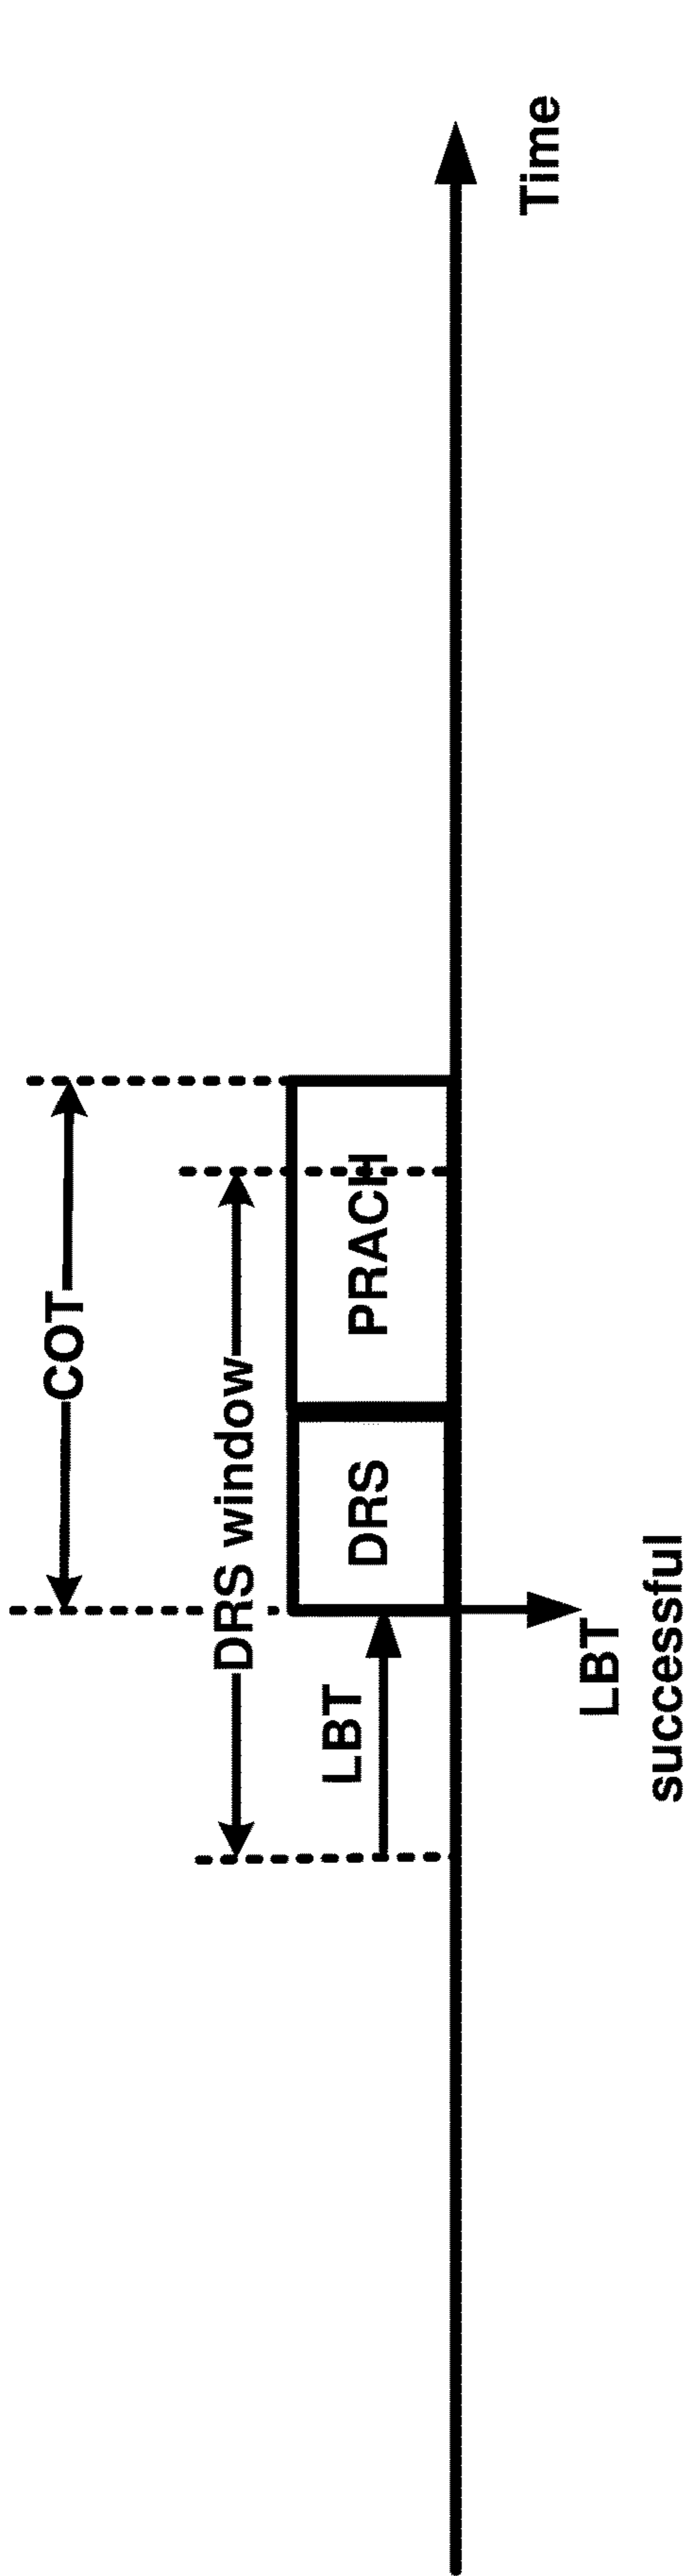 COT
DRS window
LBT
DRS
PRACH
LBT
successful
Time